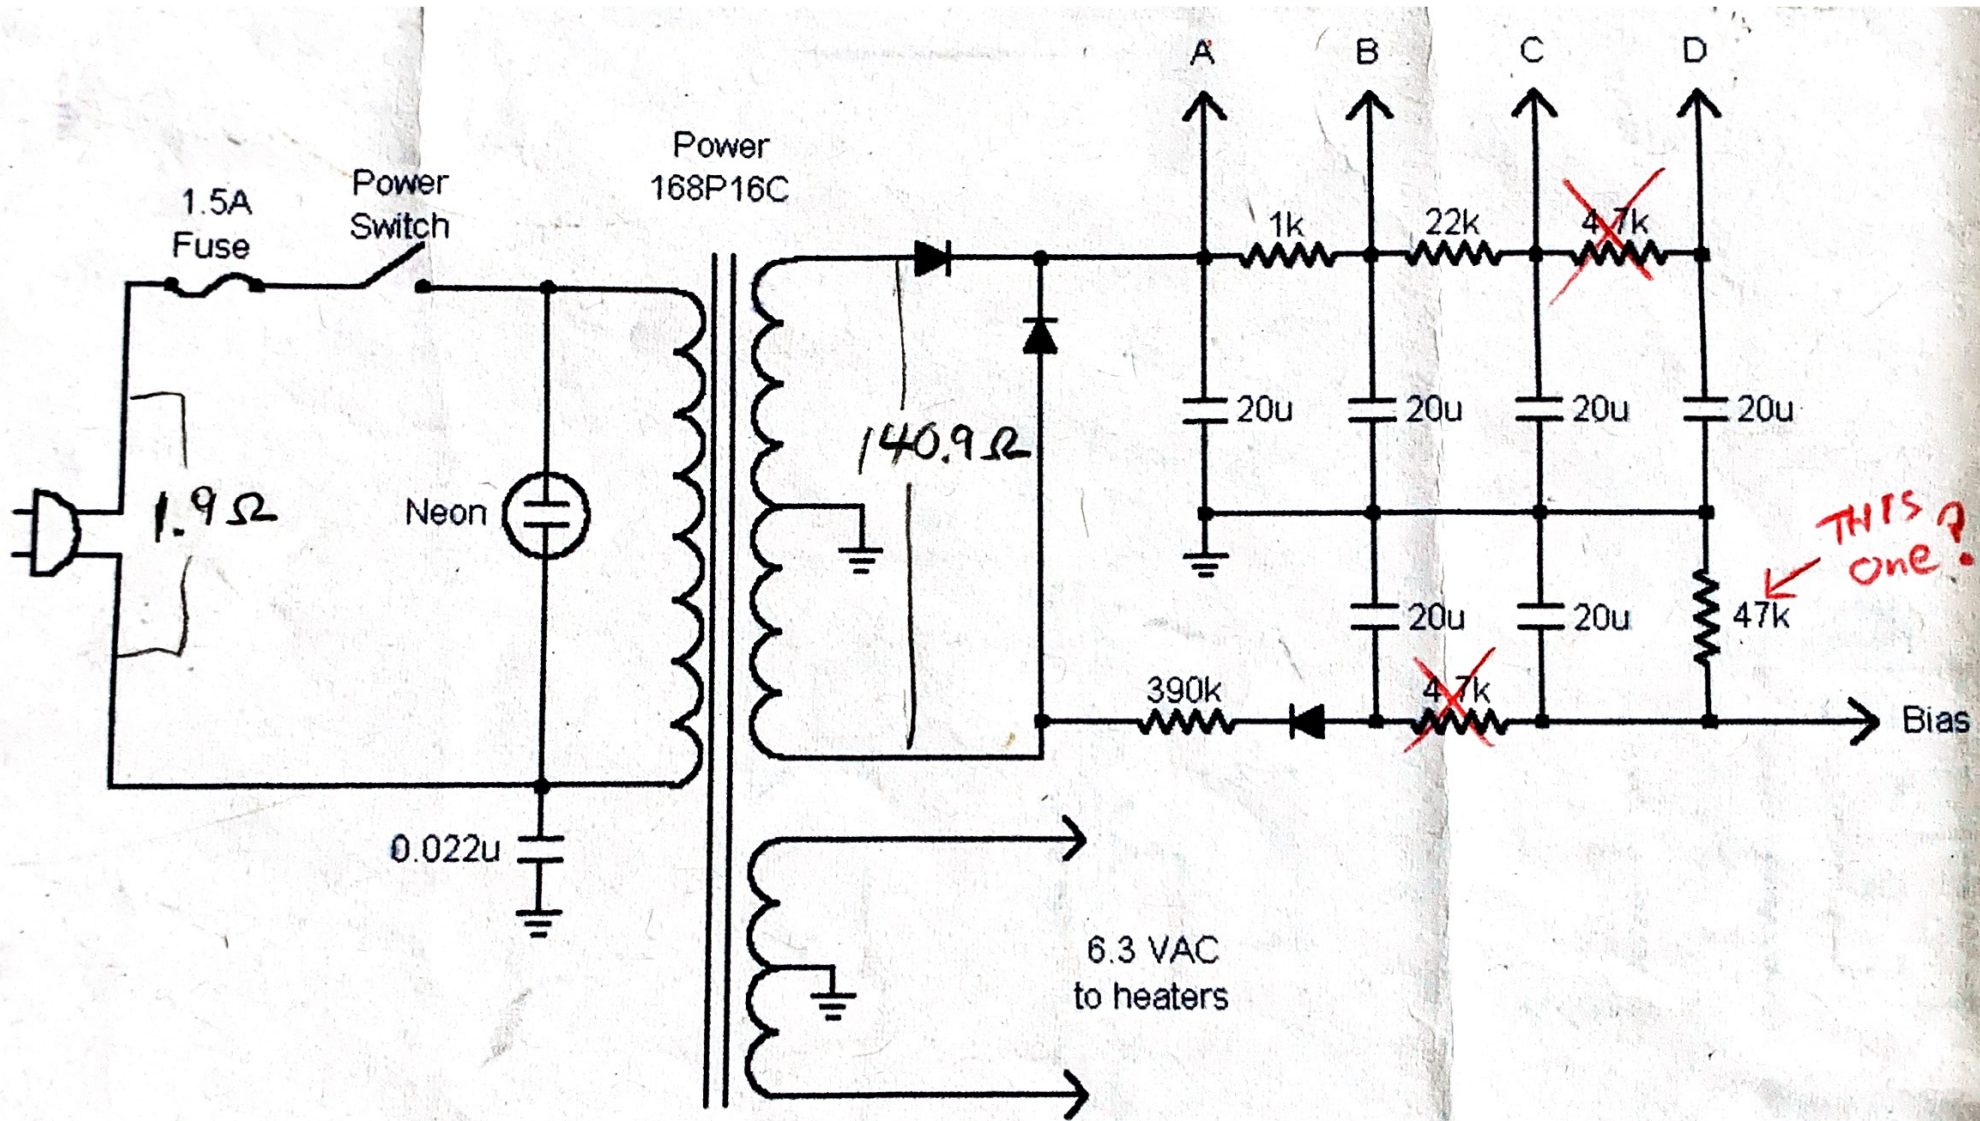 A
B
C
D
Power
168P16C
1.5A
Fuse
Power
Switch
1k
22k
4.7k
140.9Ω
20u
20u
20u
20u
1.9Ω
Neon
THIS
one?
20u
20u
47k
390k
4.7k
Bias
0.022u
6.3 VAC
to heaters